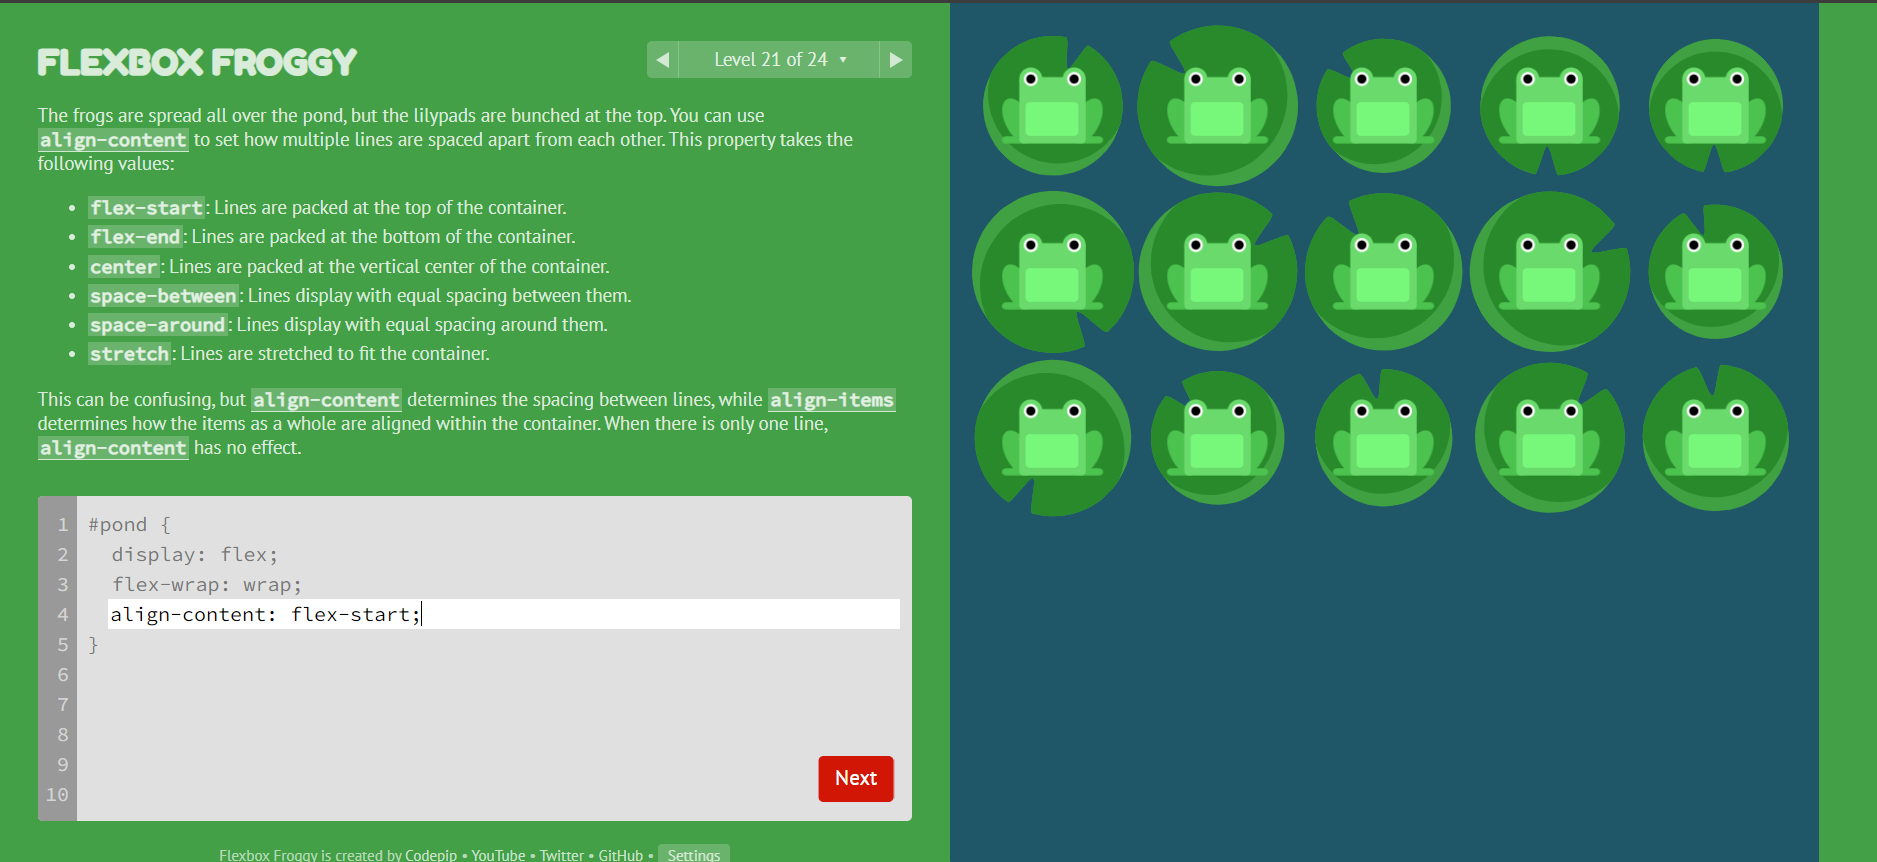 FLEXBOX FROGGY
◀ Level 21 of 24 ▾ ▶
The frogs are spread all over the pond, but the lilypads are bunched at the top. You can use
align-content to set how multiple lines are spaced apart from each other. This property takes the
following values:
• flex-start: Lines are packed at the top of the container.
• flex-end: Lines are packed at the bottom of the container.
• center: Lines are packed at the vertical center of the container.
• space-between: Lines display with equal spacing between them.
• space-around: Lines display with equal spacing around them.
• stretch: Lines are stretched to fit the container.
This can be confusing, but align-content determines the spacing between lines, while align-items
determines how the items as a whole are aligned within the container. When there is only one line,
align-content has no effect.
1 #pond {
2   display: flex;
3   flex-wrap: wrap;
4   align-content: flex-start;
5 }
6
7
8
9
10
Next
Flexbox Froggy is created by Codepip • YouTube • Twitter • GitHub • Settings